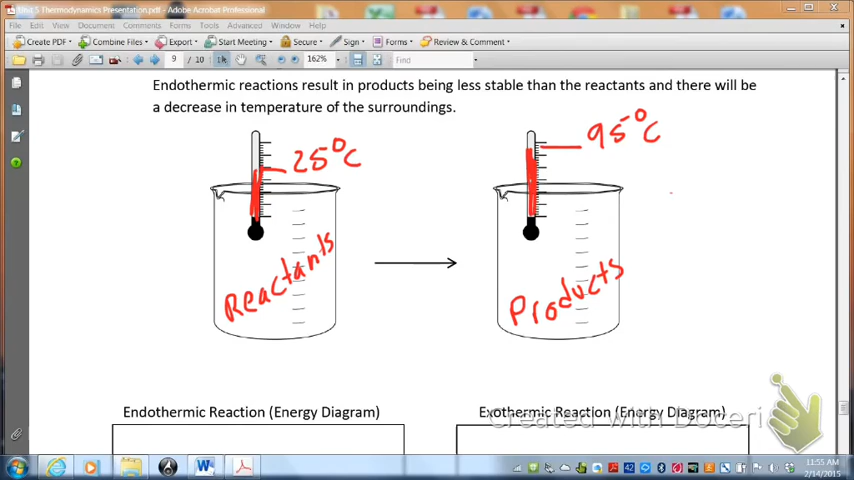 Unit 5 Thermodynamics Presentation.pdf - Adobe Acrobat Professional
File Edit View Document Comments Forms Tools Advanced Window Help
Create PDF Combine Files Export Start Meeting Secure Sign Forms Review & Comment
9 / 10 162% Find
Endothermic reactions result in products being less stable than the reactants and there will be
a decrease in temperature of the surroundings.
25°C
95°C
Reactants
Products
Endothermic Reaction (Energy Diagram)
Exothermic Reaction (Energy Diagram)
Created with Doceri
11:55 AM
2/14/2015